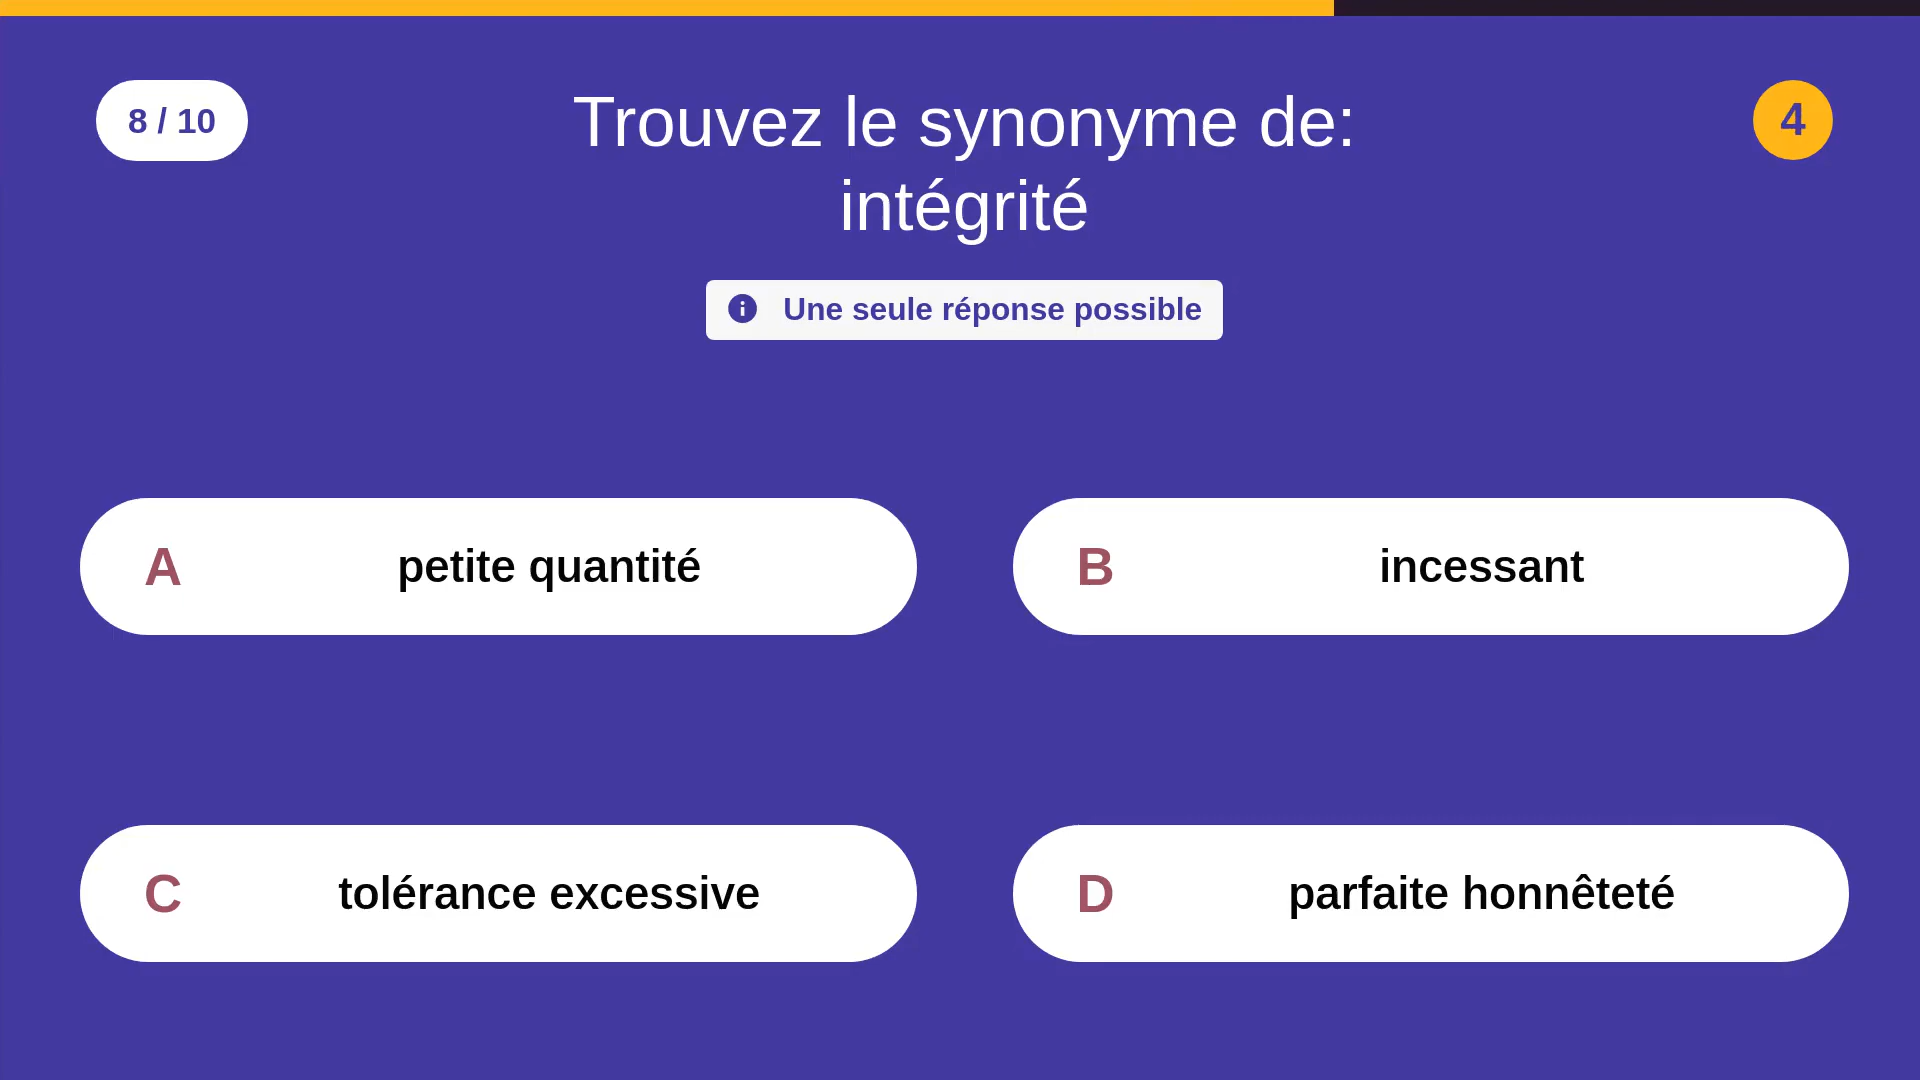 8 / 10
Trouvez le synonyme de:
intégrité
4
Une seule réponse possible
A petite quantité
B incessant
C tolérance excessive
D parfaite honnêteté